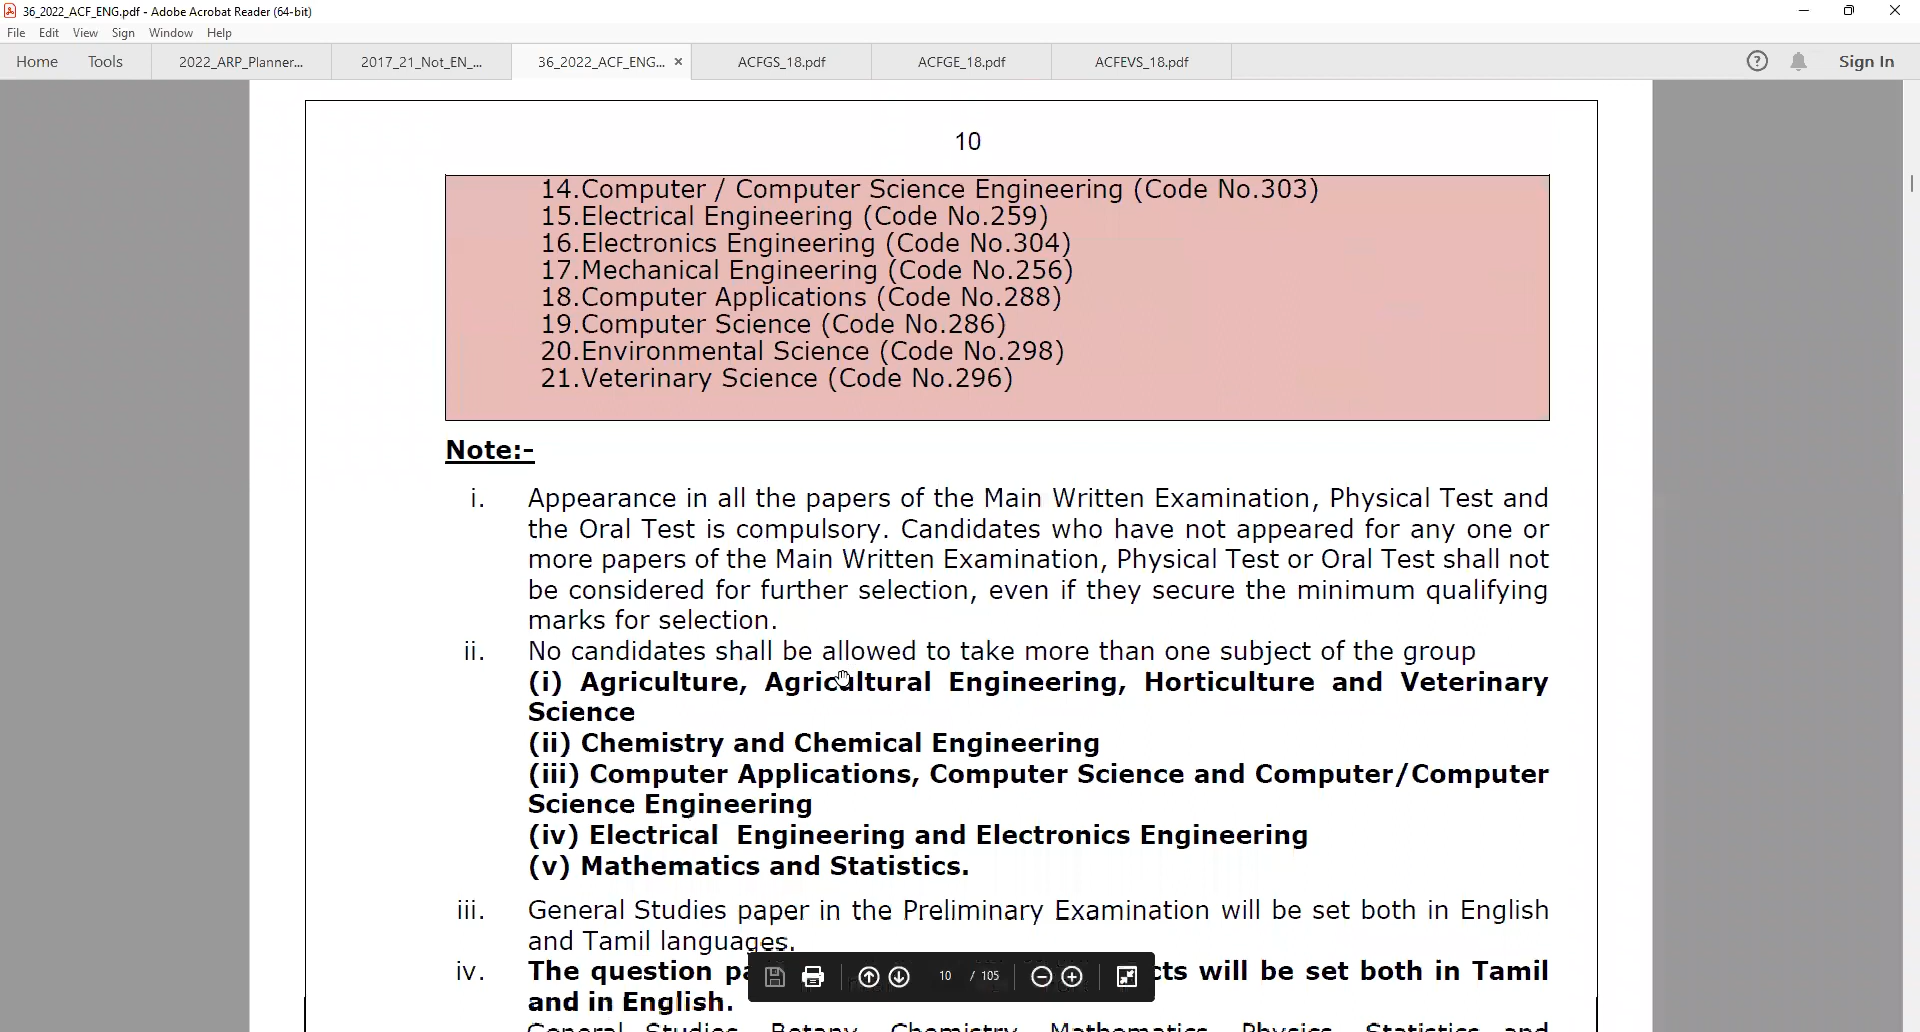 36_2022_ACF_ENG.pdf - Adobe Acrobat Reader (64-bit)
File Edit View Sign Window Help
Home Tools 2022_ARP_Planner... 2017_21_Not_EN_... 36_2022_ACF_ENG... × ACFGS_18.pdf ACFGE_18.pdf ACFEVS_18.pdf Sign In
10
14.Computer / Computer Science Engineering (Code No.303)
15.Electrical Engineering (Code No.259)
16.Electronics Engineering (Code No.304)
17.Mechanical Engineering (Code No.256)
18.Computer Applications (Code No.288)
19.Computer Science (Code No.286)
20.Environmental Science (Code No.298)
21.Veterinary Science (Code No.296)
Note:-
i. Appearance in all the papers of the Main Written Examination, Physical Test and
the Oral Test is compulsory. Candidates who have not appeared for any one or
more papers of the Main Written Examination, Physical Test or Oral Test shall not
be considered for further selection, even if they secure the minimum qualifying
marks for selection.
ii. No candidates shall be allowed to take more than one subject of the group
(i) Agriculture, Agricultural Engineering, Horticulture and Veterinary
Science
(ii) Chemistry and Chemical Engineering
(iii) Computer Applications, Computer Science and Computer/Computer
Science Engineering
(iv) Electrical Engineering and Electronics Engineering
(v) Mathematics and Statistics.
iii. General Studies paper in the Preliminary Examination will be set both in English
and Tamil languages.
iv. The question will be set both in Tamil
10 / 105
and in English.
General Studies, Botany, Chemistry, Mathematics, Physics, Statistics and